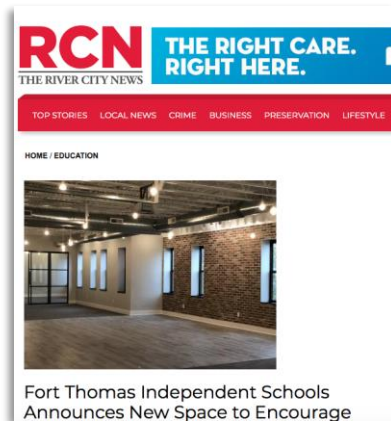 RCN
THE RIVER CITY NEWS
THE RIGHT CARE.
RIGHT HERE.
TOP STORIES LOCAL NEWS CRIME BUSINESS PRESERVATION LIFESTYLE
HOME / EDUCATION
Fort Thomas Independent Schools
Announces New Space to Encourage